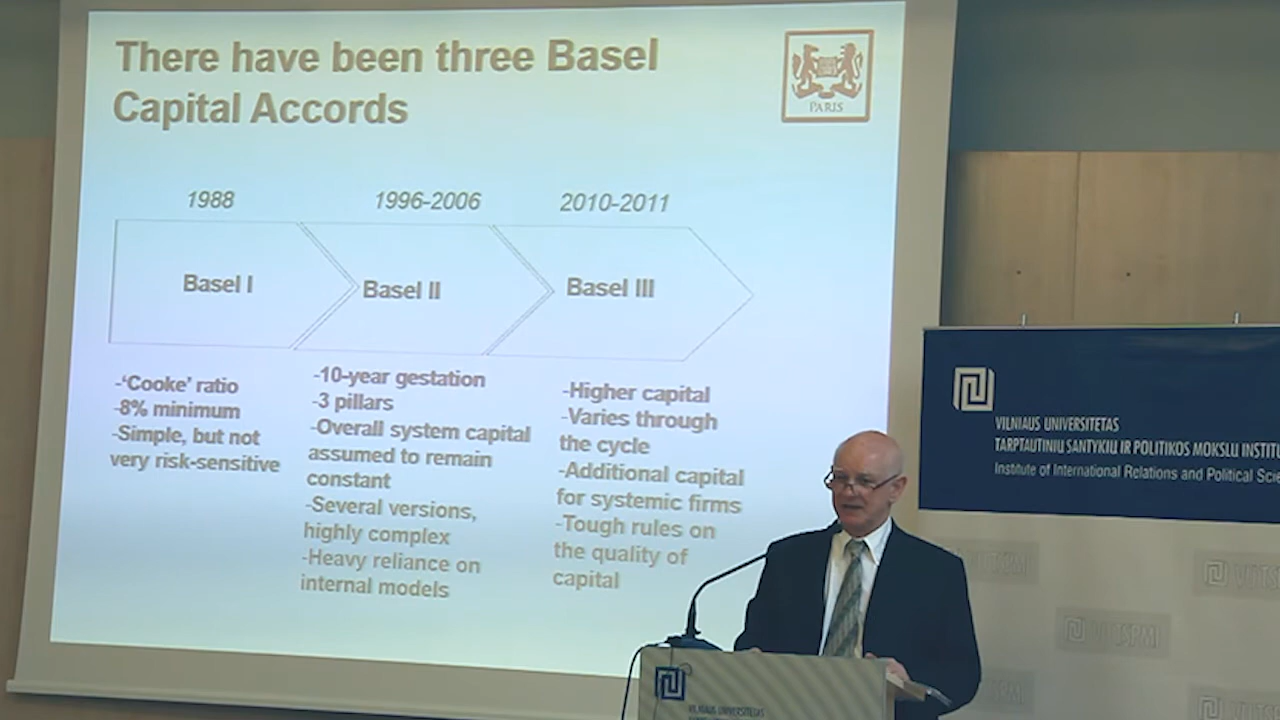 There have been three Basel
Capital Accords
PARIS
1988
1996-2006
2010-2011
Basel I
Basel II
Basel III
-‘Cooke’ ratio
-8% minimum
-Simple, but not
very risk-sensitive
-10-year gestation
-3 pillars
-Overall system capital
assumed to remain
constant
-Several versions,
highly complex
-Heavy reliance on
internal models
-Higher capital
-Varies through
the cycle
-Additional capital
for systemic firms
-Tough rules on
the quality of
capital
VILNIAUS UNIVERSITETAS
TARPTAUTINIŲ SANTYKIŲ IR POLITIKOS MOKSLŲ
Institute of International Relations and Political
VU TSPMI
VILNIAUS UNIVERSITETAS